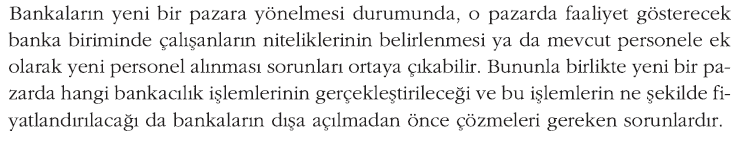 Bankaların yeni bir pazara yönelmesi durumunda, o pazarda faaliyet gösterecek
banka biriminde çalışanların niteliklerinin belirlenmesi ya da mevcut personele ek
olarak yeni personel alınması sorunları ortaya çıkabilir. Bununla birlikte yeni bir pa-
zarda hangi bankacılık işlemlerinin gerçekleştirileceği ve bu işlemlerin ne şekilde fi-
yatlandırılacağı da bankaların dışa açılmadan önce çözmeleri gereken sorunlardır.